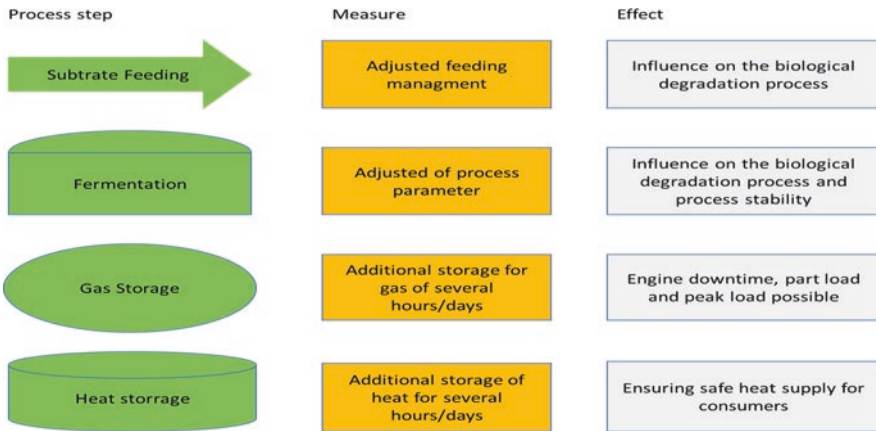 Process step
Measure
Effect
Subtrate Feeding
Adjusted feeding
managment
Influence on the biological
degradation process
Fermentation
Adjusted of process
parameter
Influence on the biological
degradation process and
process stability
Gas Storage
Additional storage for
gas of several
hours/days
Engine downtime, part load
and peak load possible
Heat storrage
Additional storage of
heat for several
hours/days
Ensuring safe heat supply for
consumers